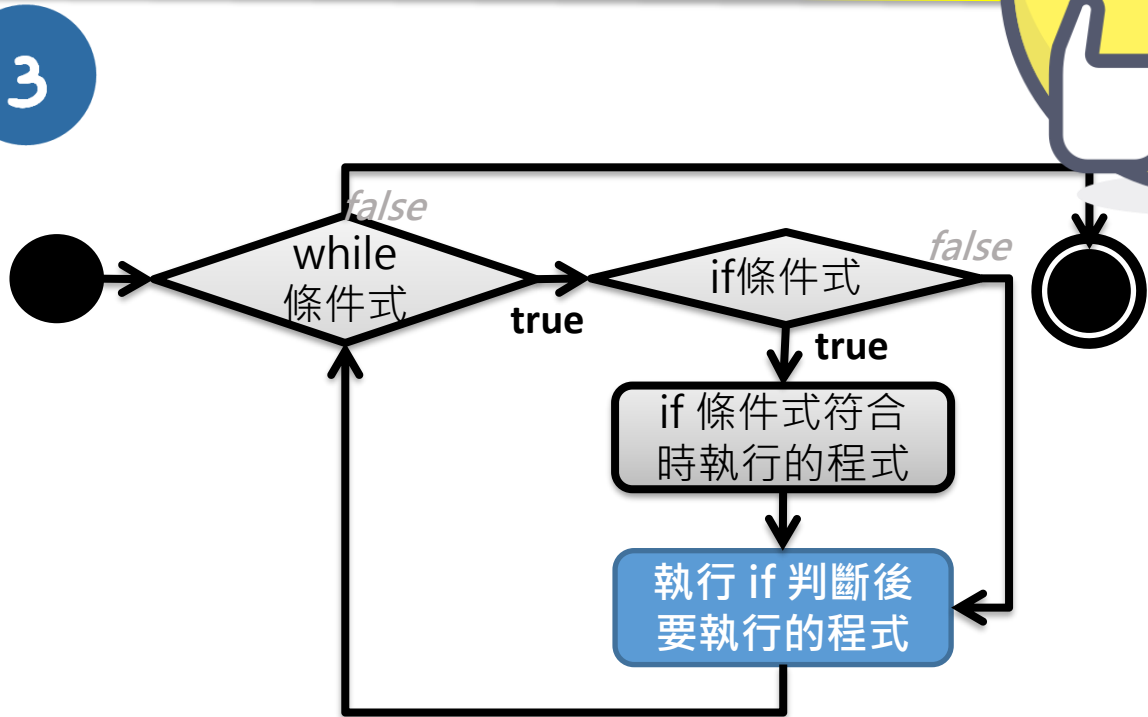 3
false
while
條件式
true
if條件式
false
true
if 條件式符合
時執行的程式
執行 if 判斷後
要執行的程式